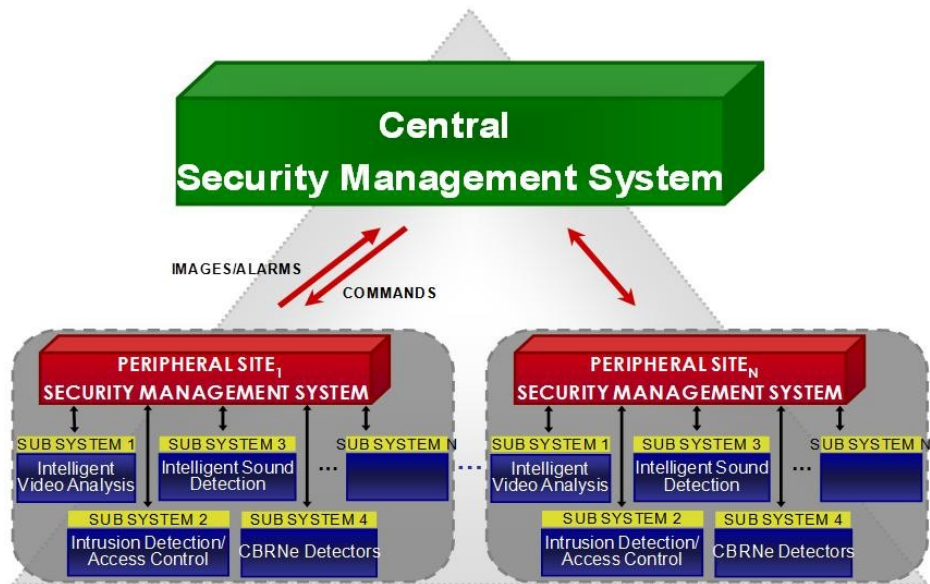 Central
Security Management System
IMAGES/ALARMS
COMMANDS
PERIPHERAL SITE1
SECURITY MANAGEMENT SYSTEM
SUB SYSTEM 1
Intelligent
Video Analysis
SUB SYSTEM 3
Intelligent Sound
Detection
...
SUB SYSTEM N
SUB SYSTEM 2
Intrusion Detection/
Access Control
SUB SYSTEM 4
CBRNe Detectors
...
PERIPHERAL SITEN
SECURITY MANAGEMENT SYSTEM
SUB SYSTEM 1
Intelligent
Video Analysis
SUB SYSTEM 3
Intelligent Sound
Detection
...
SUB SYSTEM N
SUB SYSTEM 2
Intrusion Detection/
Access Control
SUB SYSTEM 4
CBRNe Detectors